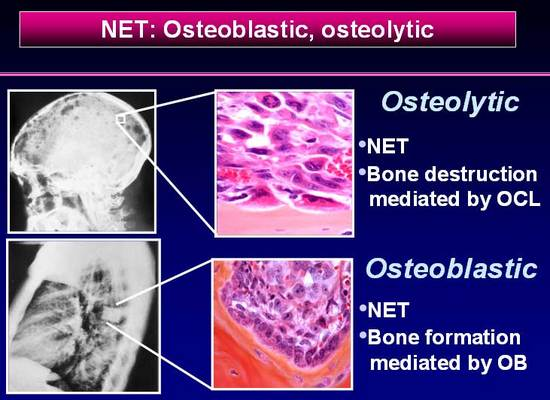 NET: Osteoblastic, osteolytic
Osteolytic
•NET
•Bone destruction
mediated by OCL
Osteoblastic
•NET
•Bone formation
mediated by OB